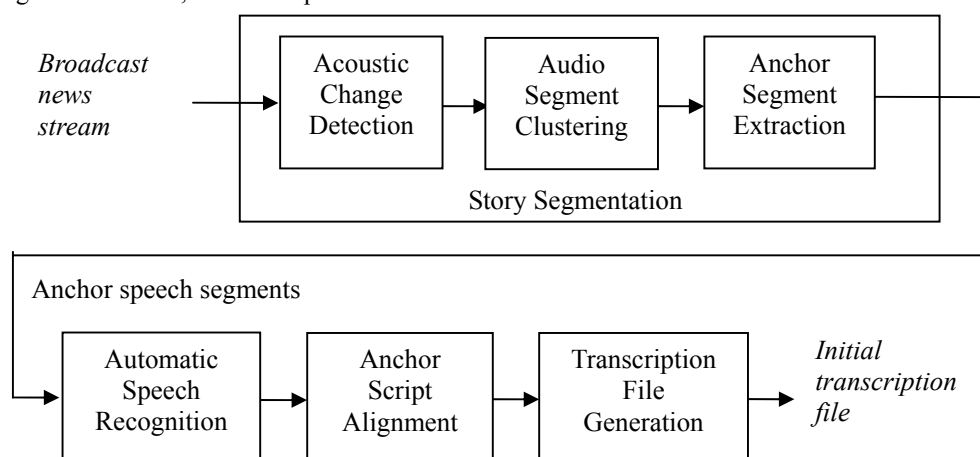 Broadcast
news
stream
Acoustic
Change
Detection
Audio
Segment
Clustering
Anchor
Segment
Extraction
Story Segmentation
Anchor speech segments
Automatic
Speech
Recognition
Anchor
Script
Alignment
Transcription
File
Generation
Initial
transcription
file